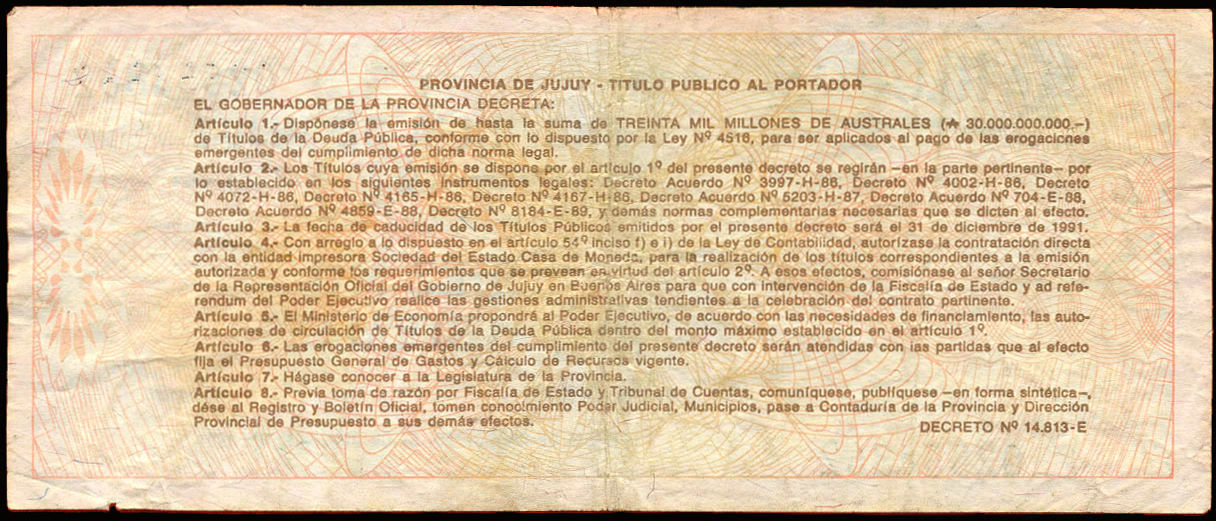 PROVINCIA DE JUJUY - TITULO PUBLICO AL PORTADOR
EL GOBERNADOR DE LA PROVINCIA DECRETA:
Artículo 1.- Dispónese la emisión de hasta la suma de TREINTA MIL MILLONES DE AUSTRALES (₳ 30.000.000.000.-)
de Títulos de la Deuda Pública, conforme con lo dispuesto por la Ley Nº 4516, para ser aplicados al pago de las erogaciones
emergentes del cumplimiento de dicha norma legal.
Artículo 2.- Los Títulos cuya emisión se dispone por el artículo 1º del presente decreto se regirán —en la parte pertinente— por
lo establecido en los siguientes instrumentos legales: Decreto Acuerdo Nº 3997-H-86, Decreto Nº 4002-H-86, Decreto
Nº 4072-H-86, Decreto Nº 4165-H-86, Decreto Nº 4167-H-86, Decreto Acuerdo Nº 5203-H-87, Decreto Acuerdo Nº 704-E-88,
Decreto Acuerdo Nº 4859-E-88, Decreto Nº 8184-E-89, y demás normas complementarias necesarias que se dicten al efecto.
Artículo 3.- La fecha de caducidad de los Títulos Públicos emitidos por el presente decreto será el 31 de diciembre de 1991.
Artículo 4.- Con arreglo a lo dispuesto en el artículo 54º inciso f) e i) de la Ley de Contabilidad, autorízase la contratación directa
con la entidad impresora Sociedad del Estado Casa de Moneda, para la realización de los títulos correspondientes a la emisión
autorizada y conforme los requerimientos que se prevean en virtud del artículo 2º. A esos efectos, comisiónase al señor Secretario
de la Representación Oficial del Gobierno de Jujuy en Buenos Aires para que con intervención de la Fiscalía de Estado y ad refe-
rendum del Poder Ejecutivo realice las gestiones administrativas tendientes a la celebración del contrato pertinente.
Artículo 5.- El Ministerio de Economía propondrá al Poder Ejecutivo, de acuerdo con las necesidades de financiamiento, las auto-
rizaciones de circulación de Títulos de la Deuda Pública dentro del monto máximo establecido en el artículo 1º.
Artículo 6.- Las erogaciones emergentes del cumplimiento del presente decreto serán atendidas con las partidas que al efecto
fija el Presupuesto General de Gastos y Cálculo de Recursos vigente.
Artículo 7.- Hágase conocer a la Legislatura de la Provincia.
Artículo 8.- Previa toma de razón por Fiscalía de Estado y Tribunal de Cuentas, comuníquese, publíquese —en forma sintética—,
dése al Registro y Boletín Oficial, tomen conocimiento Poder Judicial, Municipios, pase a Contaduría de la Provincia y Dirección
Provincial de Presupuesto a sus demás efectos.
DECRETO Nº 14.813-E